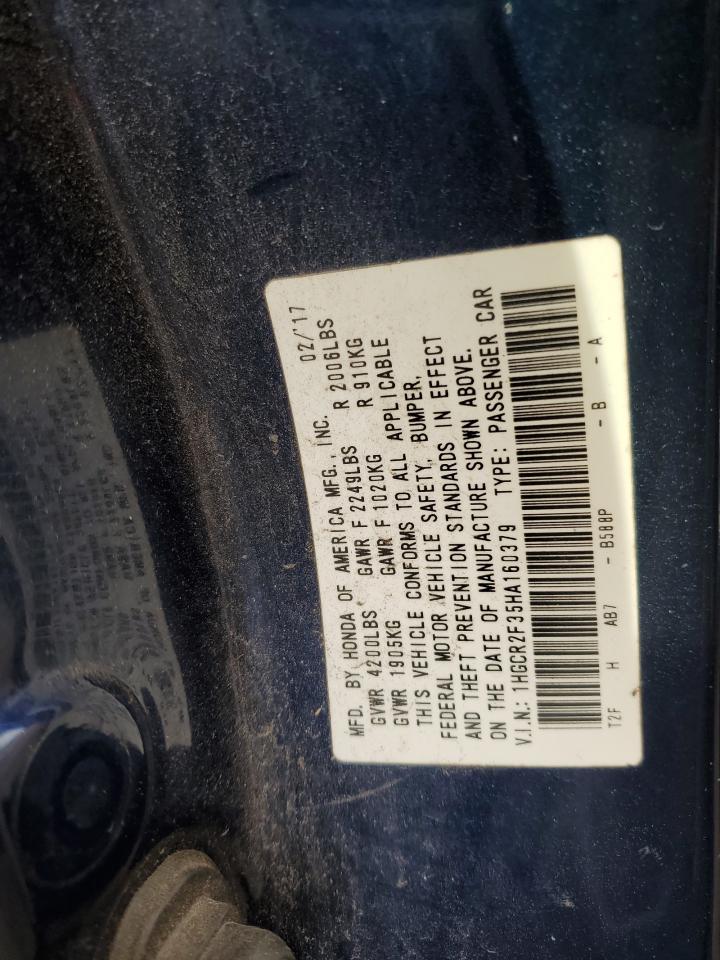 MFD. BY HONDA OF AMERICA MFG., INC. 02/'17
GVWR 4200LBS GAWR F 2249LBS R 2006LBS
GVWR 1905KG GAWR F 1020KG R 910KG
THIS VEHICLE CONFORMS TO ALL APPLICABLE
FEDERAL MOTOR VEHICLE SAFETY, BUMPER,
AND THEFT PREVENTION STANDARDS IN EFFECT
ON THE DATE OF MANUFACTURE SHOWN ABOVE.
V.I.N.: 1HGCR2F35HA160379 TYPE: PASSENGER CAR
T2F H AB7 - B588P - B - A